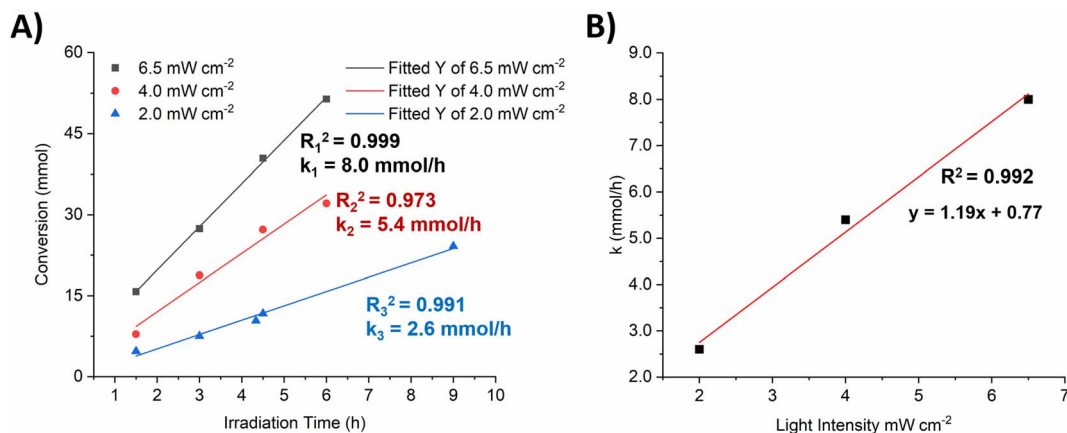 A)
60
45
30
15
0
Conversion (mmol)
6.5 mW cm⁻²
4.0 mW cm⁻²
2.0 mW cm⁻²
Fitted Y of 6.5 mW cm⁻²
Fitted Y of 4.0 mW cm⁻²
Fitted Y of 2.0 mW cm⁻²
R₁² = 0.999
k₁ = 8.0 mmol/h
R₂² = 0.973
k₂ = 5.4 mmol/h
R₃² = 0.991
k₃ = 2.6 mmol/h
1 2 3 4 5 6 7 8 9 10
Irradiation Time (h)
B)
9.0
8.0
7.0
6.0
5.0
4.0
3.0
2.0
k (mmol/h)
R² = 0.992
y = 1.19x + 0.77
2 3 4 5 6 7
Light Intensity mW cm⁻²